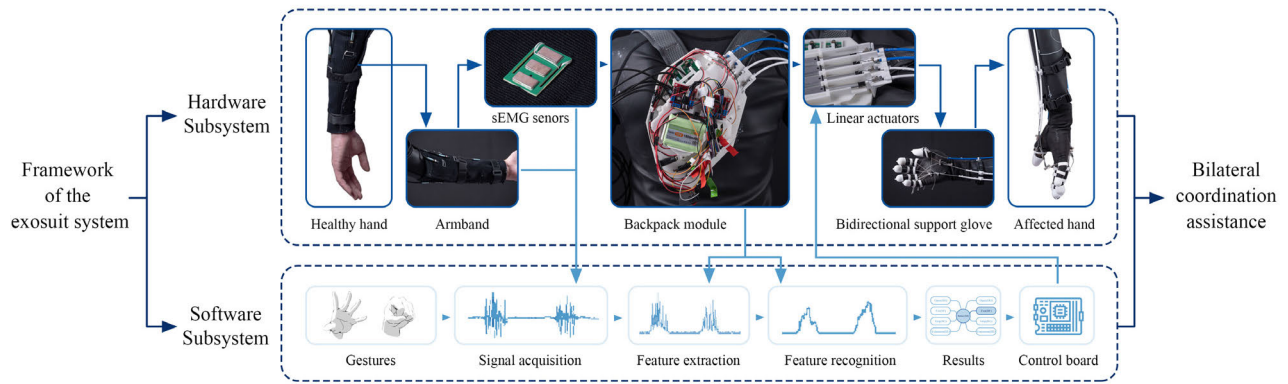 Framework
of the
exosuit system
Hardware
Subsystem
sEMG senors
Linear actuators
Healthy hand
Armband
Backpack module
Bidirectional support glove
Affected hand
Bilateral
coordination
assistance
Software
Subsystem
Gestures
Signal acquisition
Feature extraction
Feature recognition
Results
Control board